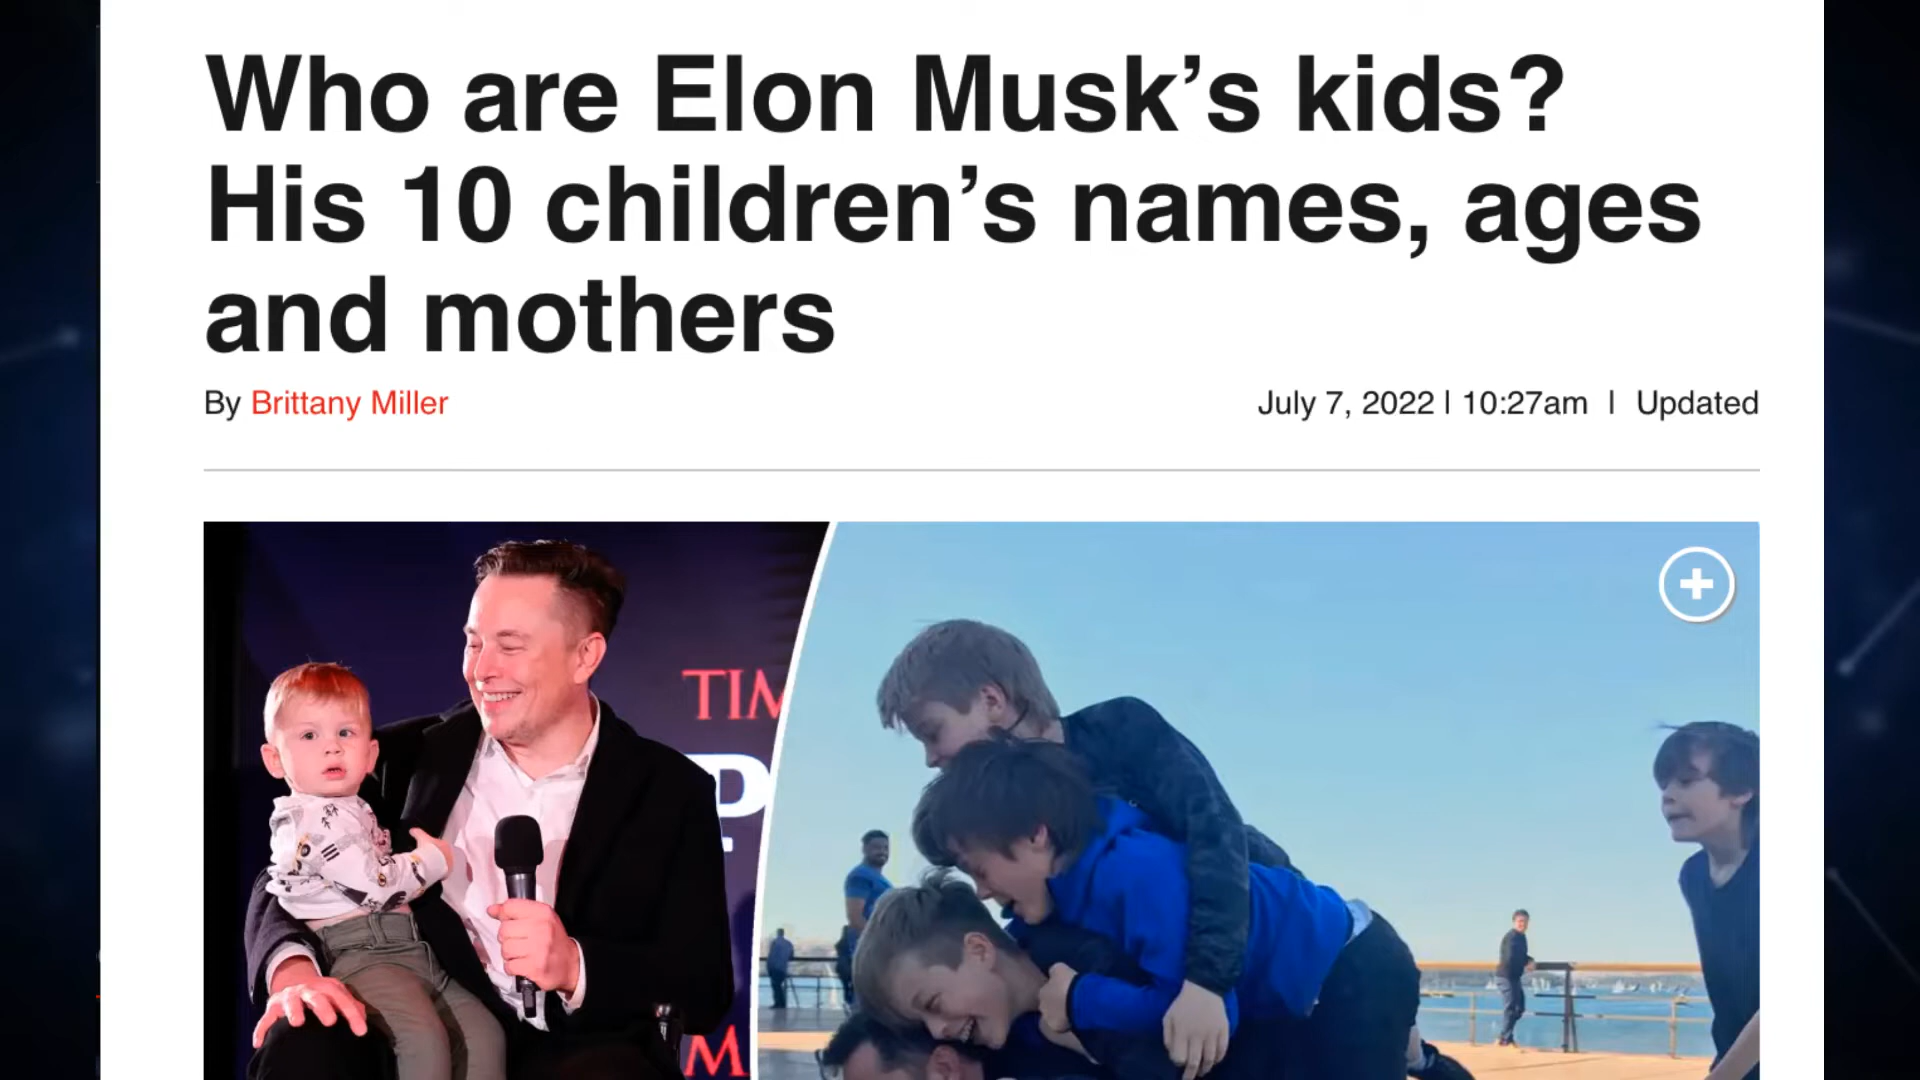 Who are Elon Musk’s kids?
His 10 children’s names, ages
and mothers
By Brittany Miller
July 7, 2022 | 10:27am | Updated
TIM
P
M